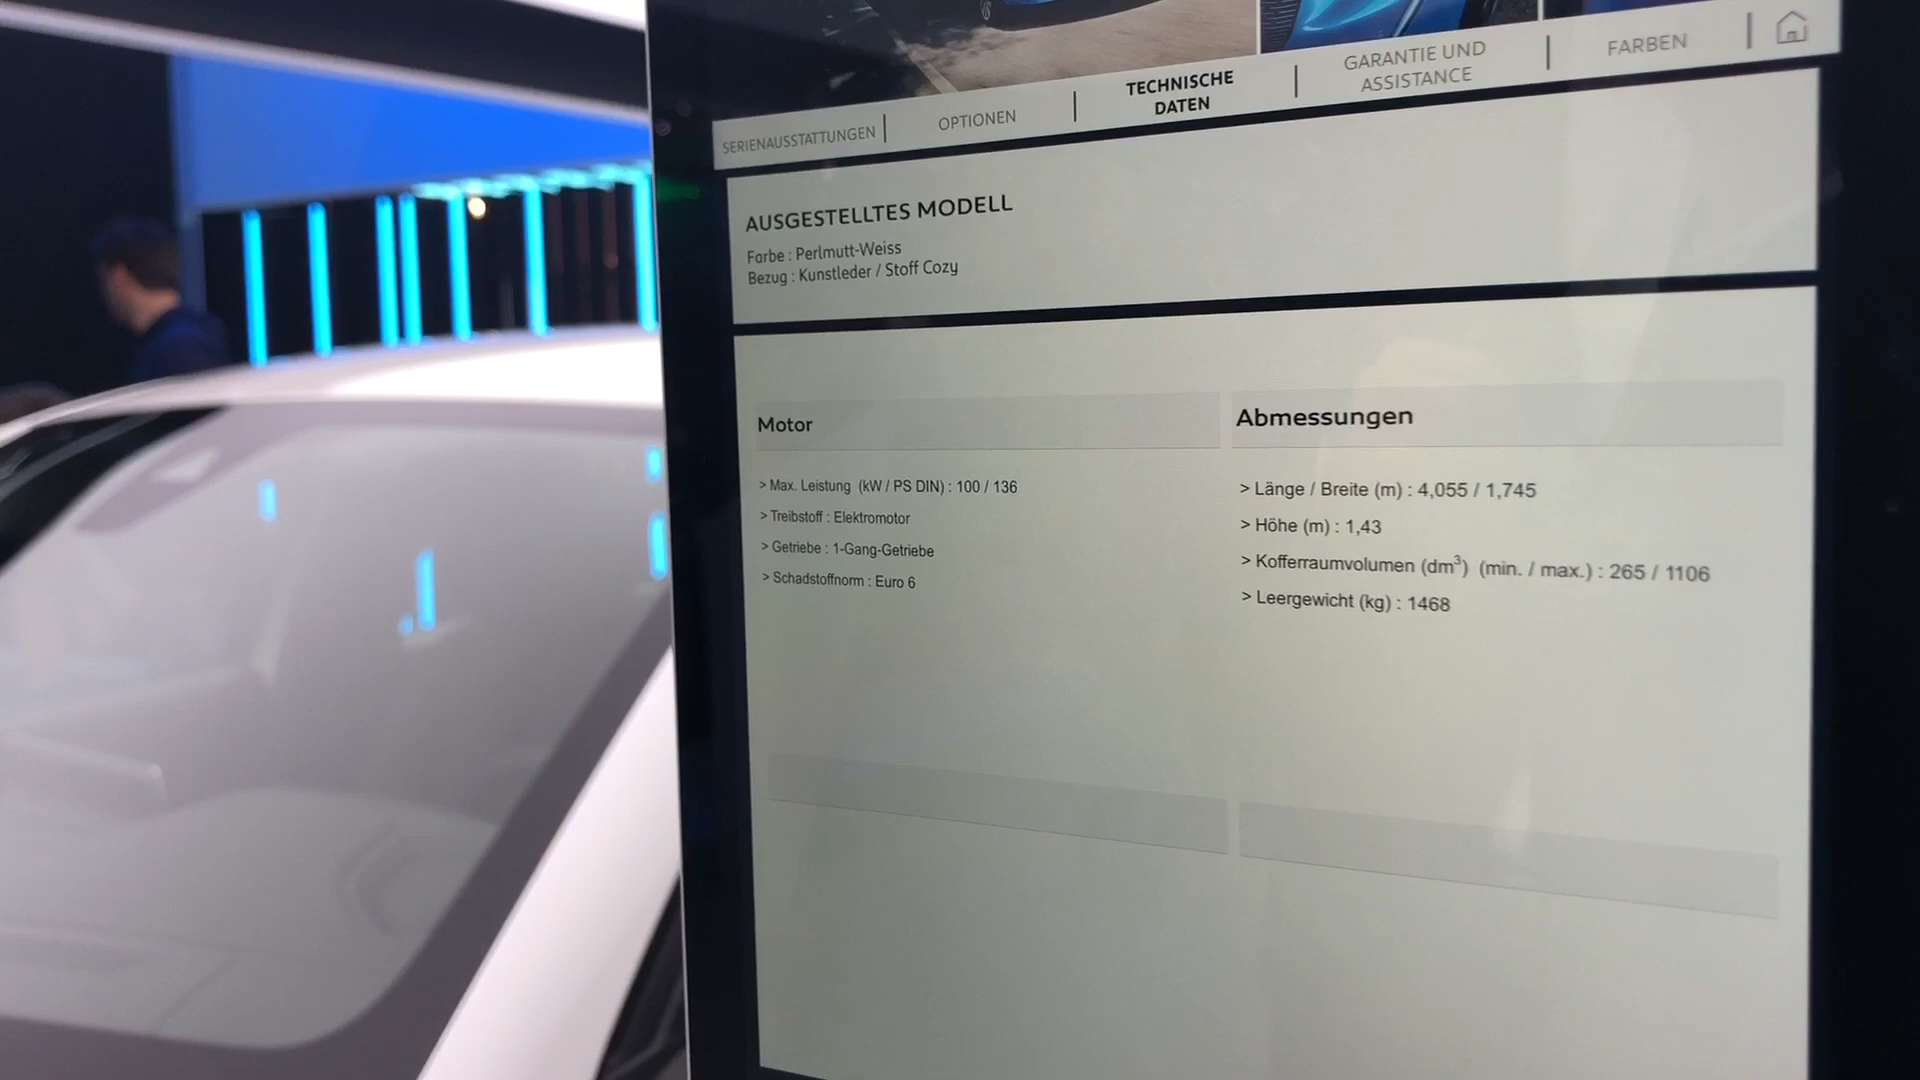 SERIENAUSSTATTUNGEN
OPTIONEN
TECHNISCHE
DATEN
GARANTIE UND
ASSISTANCE
FARBEN
AUSGESTELLTES MODELL
Farbe : Perlmutt-Weiss
Bezug : Kunstleder / Stoff Cozy
Motor
> Max. Leistung (kW / PS DIN) : 100 / 136
> Treibstoff : Elektromotor
> Getriebe : 1-Gang-Getriebe
> Schadstoffnorm : Euro 6
Abmessungen
> Länge / Breite (m) : 4,055 / 1,745
> Höhe (m) : 1,43
> Kofferraumvolumen (dm³) (min. / max.) : 265 / 1106
> Leergewicht (kg) : 1468